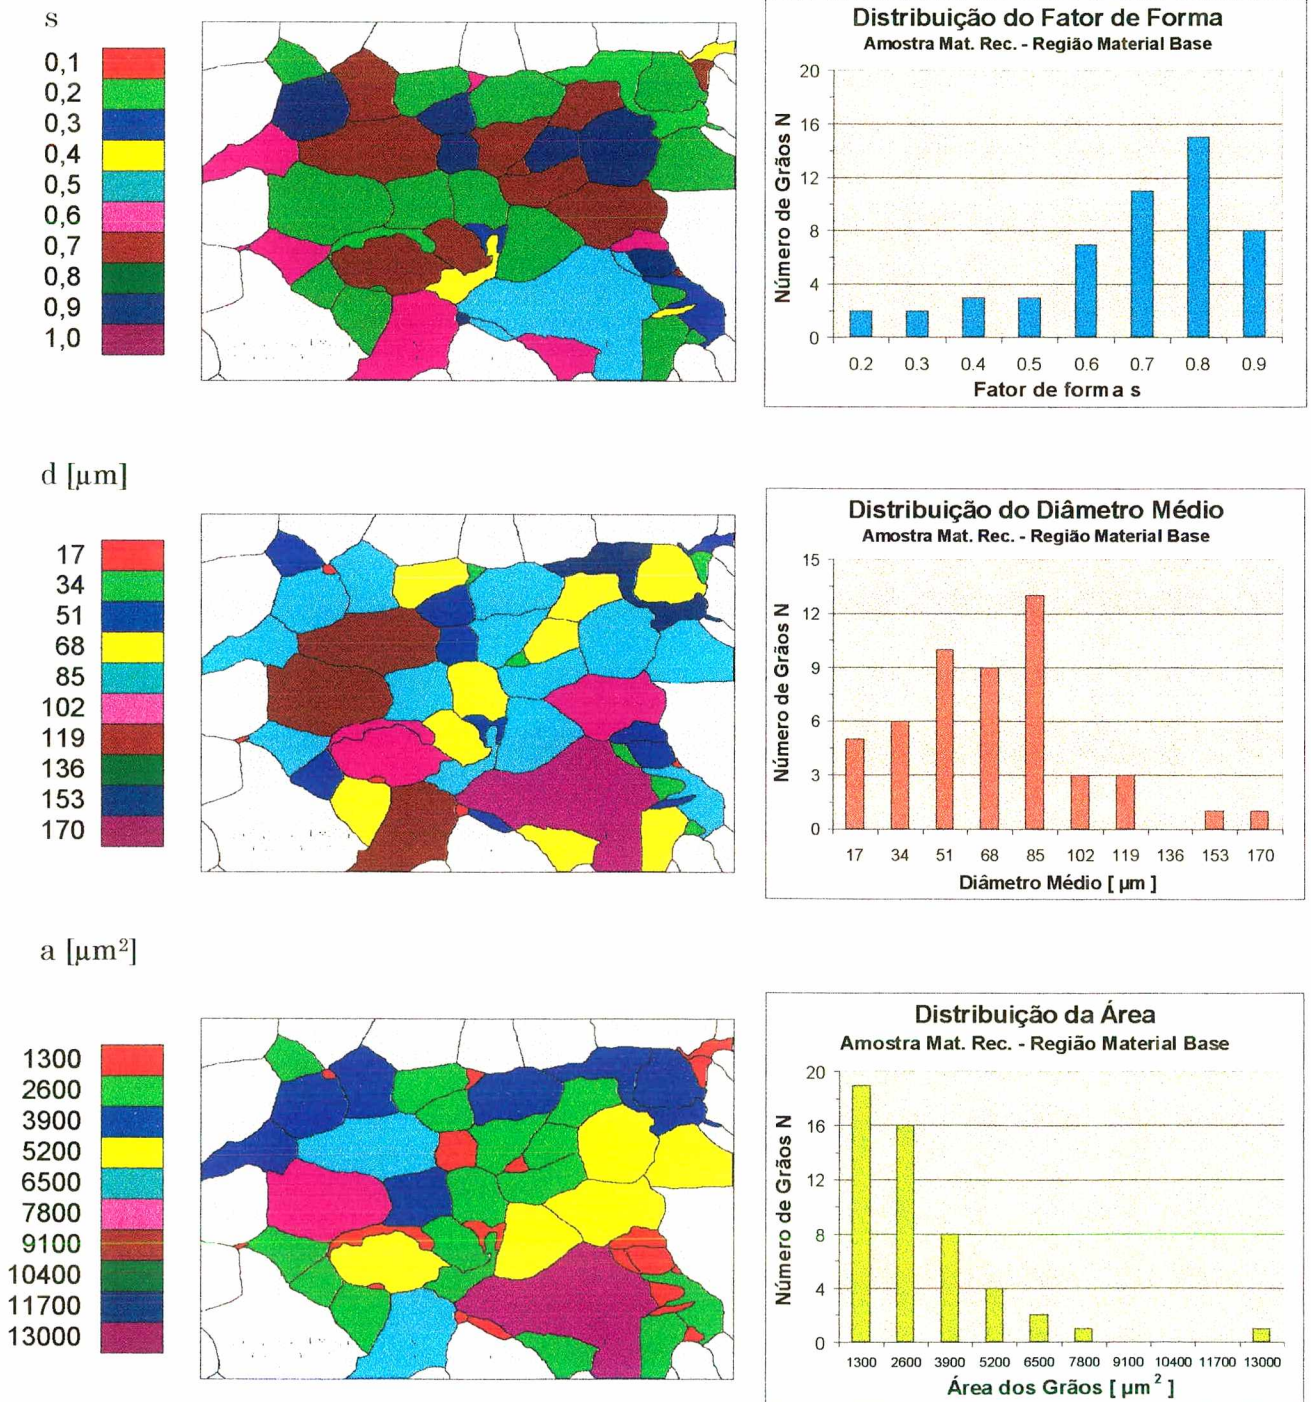 s
0,1
0,2
0,3
0,4
0,5
0,6
0,7
0,8
0,9
1,0
Distribuição do Fator de Forma
Amostra Mat. Rec. - Região Material Base
Número de Grãos N
20
16
12
8
4
0
0.2 0.3 0.4 0.5 0.6 0.7 0.8 0.9
Fator de forma s
d [µm]
17
34
51
68
85
102
119
136
153
170
Distribuição do Diâmetro Médio
Amostra Mat. Rec. - Região Material Base
Número de Grãos N
15
12
9
6
3
0
17 34 51 68 85 102 119 136 153 170
Diâmetro Médio [ µm ]
a [µm²]
1300
2600
3900
5200
6500
7800
9100
10400
11700
13000
Distribuição da Área
Amostra Mat. Rec. - Região Material Base
Número de Grãos N
20
16
12
8
4
0
1300 2600 3900 5200 6500 7800 9100 10400 11700 13000
Área dos Grãos [ µm² ]